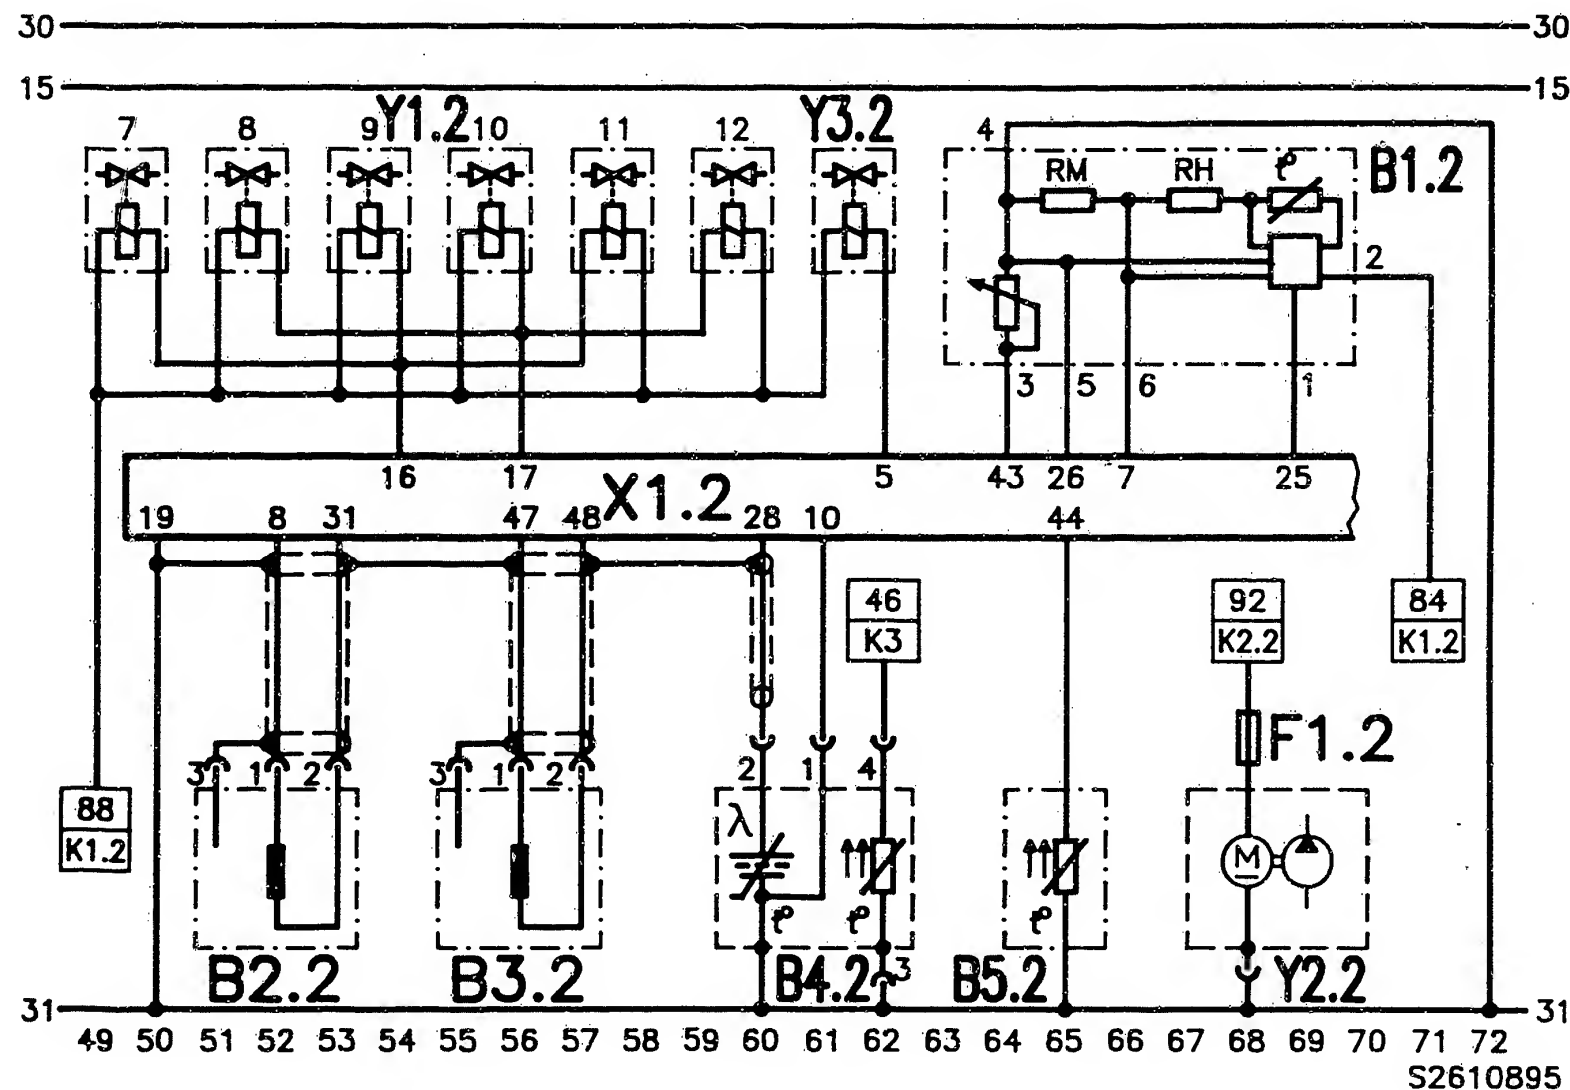 30 30
15 15
7 8 9 Y1.2 10 11 12 Y3.2 4
RM RH t° B1.2
2
3 5 6 1
16 17 5 43 26 7 25
X1.2
19 8 31 47 48 28 10 44
46 92 84
K3 K2.2 K1.2
F1.2
3 1 2 3 1 2 2 1 4
88
K1.2
λ
M
t° t° t°
B2.2 B3.2 B4.2 3 B5.2 Y2.2
31 31
49 50 51 52 53 54 55 56 57 58 59 60 61 62 63 64 65 66 67 68 69 70 71 72
S2610895